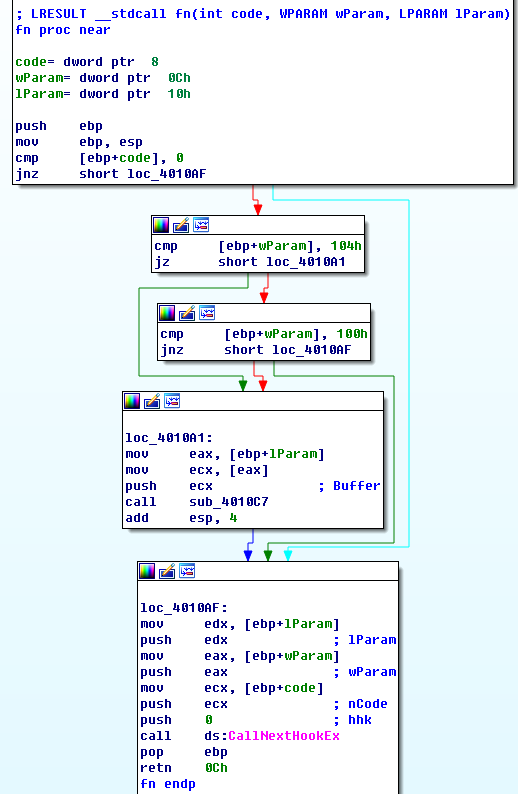 ; LRESULT __stdcall fn(int code, WPARAM wParam, LPARAM lParam)
fn proc near
code= dword ptr  8
wParam= dword ptr  0Ch
lParam= dword ptr  10h
push    ebp
mov     ebp, esp
cmp     [ebp+code], 0
jnz     short loc_4010AF
cmp     [ebp+wParam], 104h
jz      short loc_4010A1
cmp     [ebp+wParam], 100h
jnz     short loc_4010AF
loc_4010A1:
mov     eax, [ebp+lParam]
mov     ecx, [eax]
push    ecx             ; Buffer
call    sub_4010C7
add     esp, 4
loc_4010AF:
mov     edx, [ebp+lParam]
push    edx             ; lParam
mov     eax, [ebp+wParam]
push    eax             ; wParam
mov     ecx, [ebp+code]
push    ecx             ; nCode
push    0               ; hhk
call    ds:CallNextHookEx
pop     ebp
retn    0Ch
fn endp